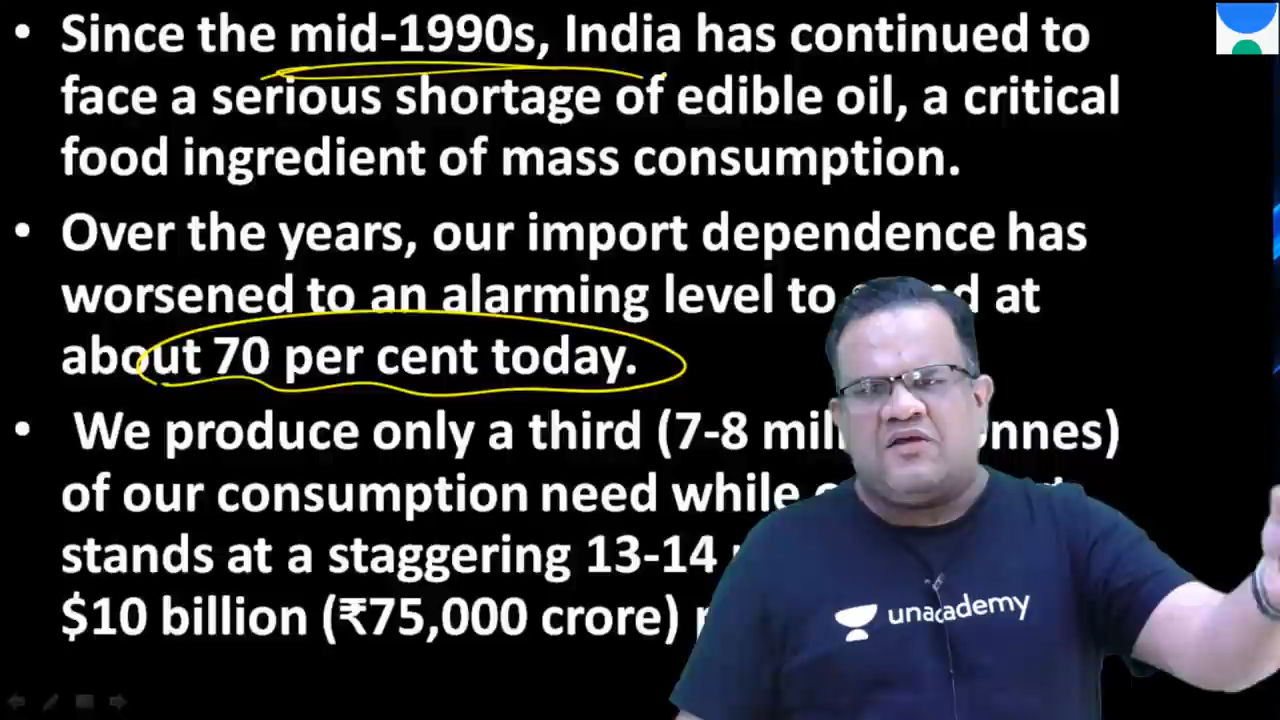 • Since the mid-1990s, India has continued to
face a serious shortage of edible oil, a critical
food ingredient of mass consumption.
• Over the years, our import dependence has
worsened to an alarming level to at
about 70 per cent today.
• We produce only a third (7-8
of our consumption need while
stands at a staggering 13-14
$10 billion (₹75,000 crore)
unacademy